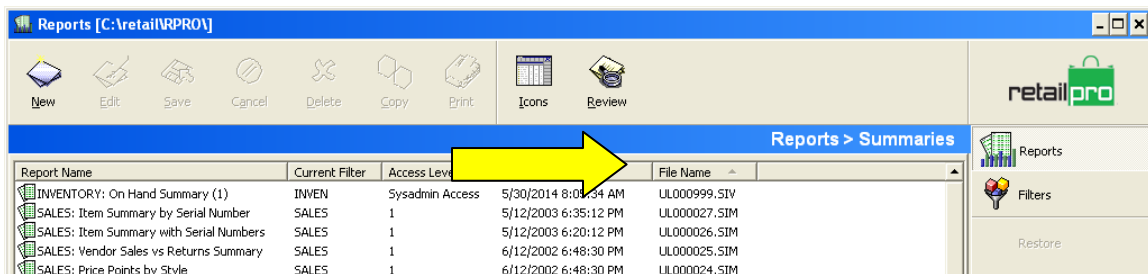 Reports [C:\retail\RPRO\]
New Edit Save Cancel Delete Copy Print Icons Review
retailpro
Reports > Summaries
Reports
Filters
Restore
Report Name Current Filter Access Leve File Name
INVENTORY: On Hand Summary (1) INVEN Sysadmin Access 5/30/2014 8:05:34 AM UL000999.SIV
SALES: Item Summary by Serial Number SALES 1 5/12/2003 6:35:12 PM UL000027.SIM
SALES: Item Summary with Serial Numbers SALES 1 5/12/2003 6:20:12 PM UL000026.SIM
SALES: Vendor Sales vs Returns Summary SALES 1 6/12/2002 6:48:30 PM UL000025.SIM
SALES: Price Points by Style SALES 1 6/12/2002 6:48:30 PM UL000024.SIM